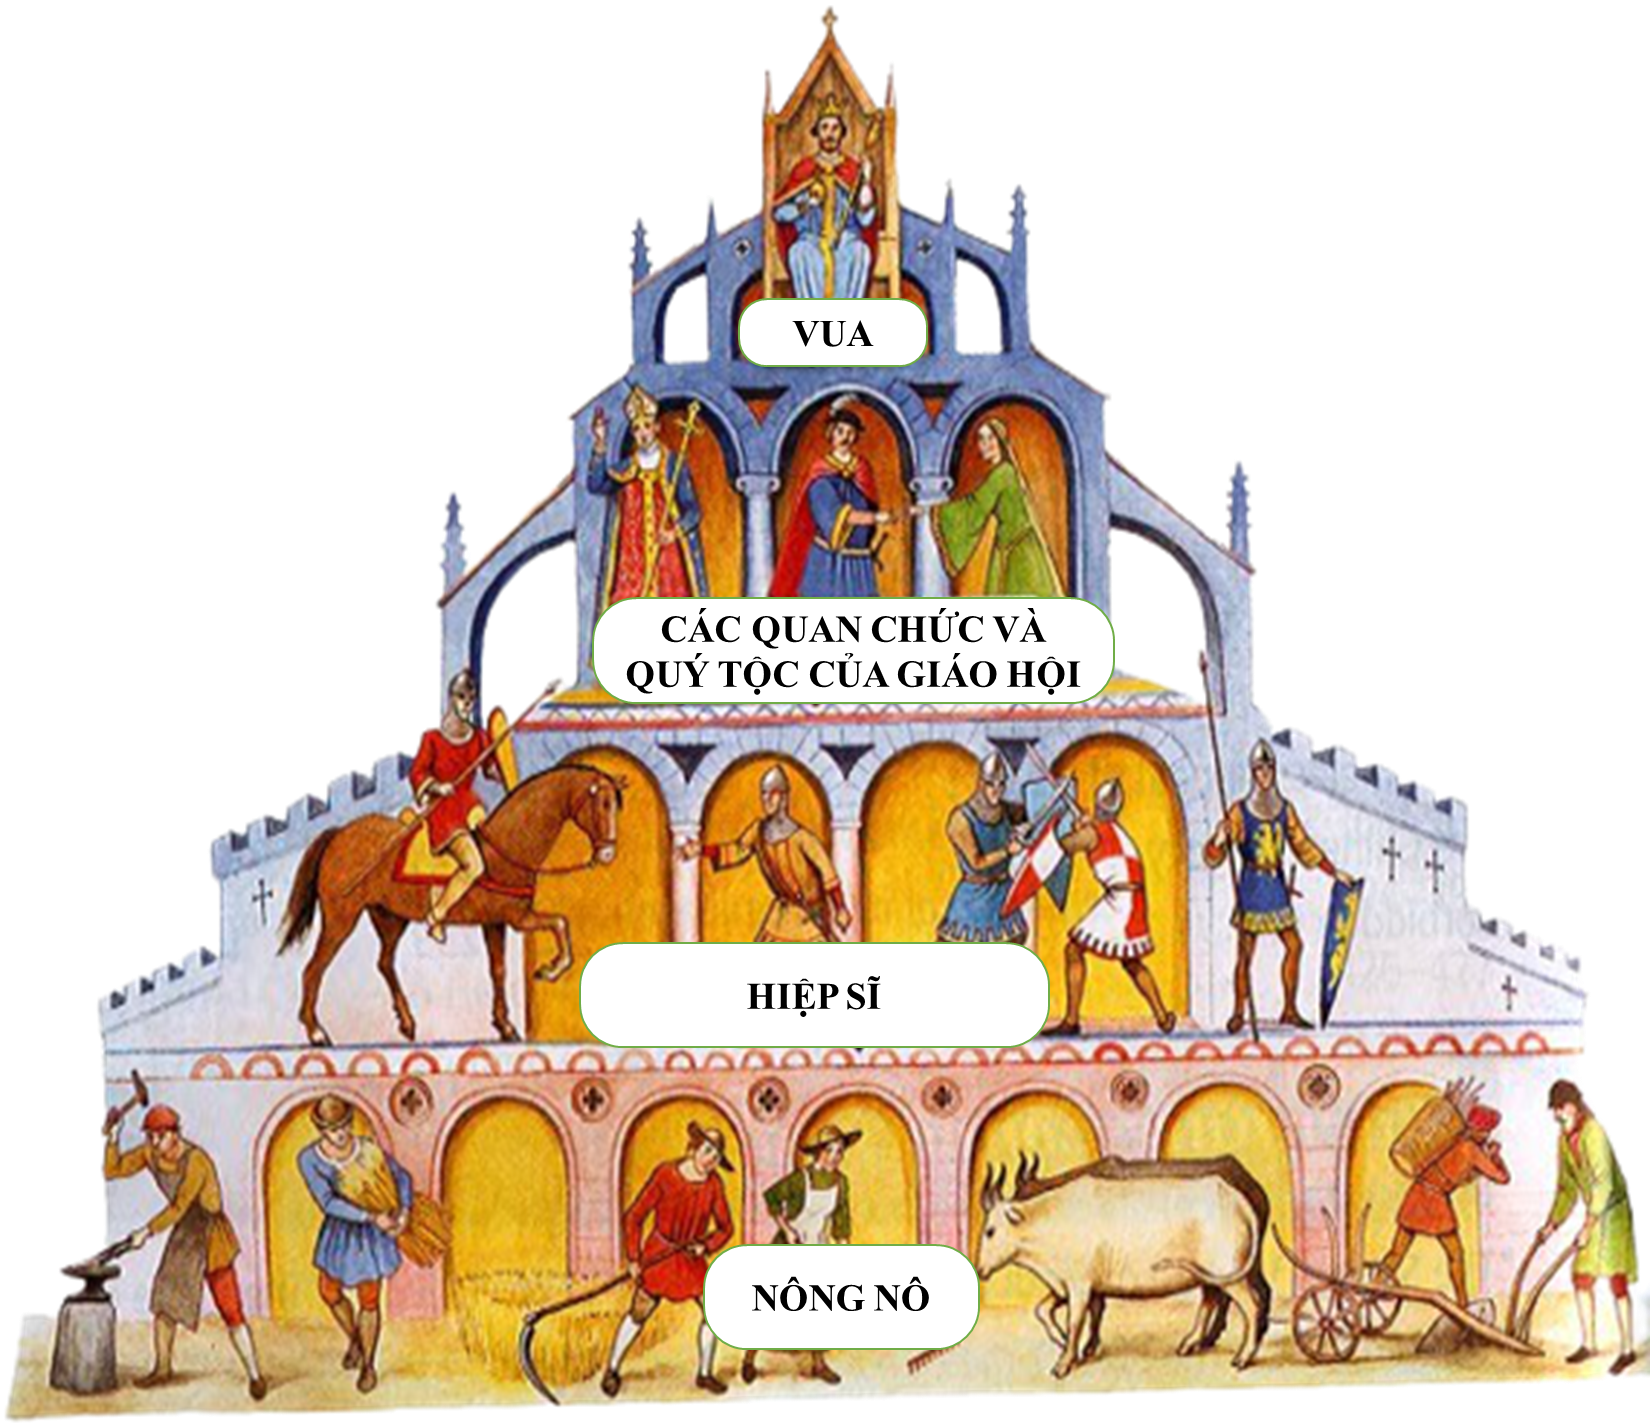 VUA
CÁC QUAN CHỨC VÀ
QUÝ TỘC CỦA GIÁO HỘI
HIỆP SĨ
NÔNG NÔ